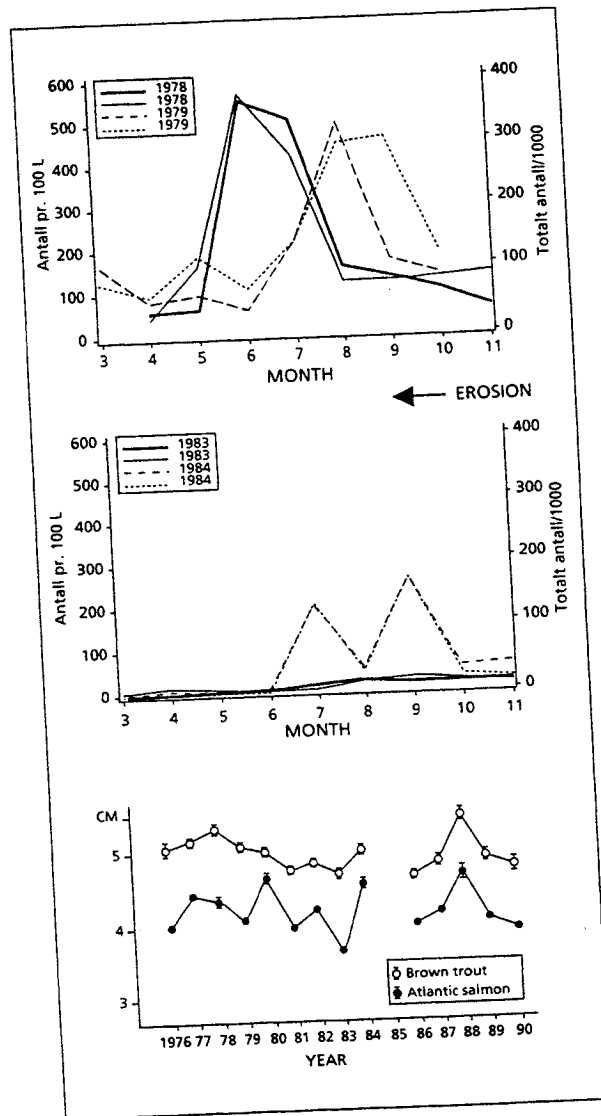 600
500
400
300
200
100
0
Antall pr. 100 L
1978
1978
1979
1979
400
300
200
100
0
Totalt antall/1000
3 4 5 6 7 8 9 10 11
MONTH
EROSION
600
500
400
300
200
100
0
Antall pr. 100 L
1983
1983
1984
1984
400
300
200
100
0
Totalt antall/1000
3 4 5 6 7 8 9 10 11
MONTH
CM
5
4
3
Brown trout
Atlantic salmon
1976 77 78 79 80 81 82 83 84 85 86 87 88 89 90
YEAR